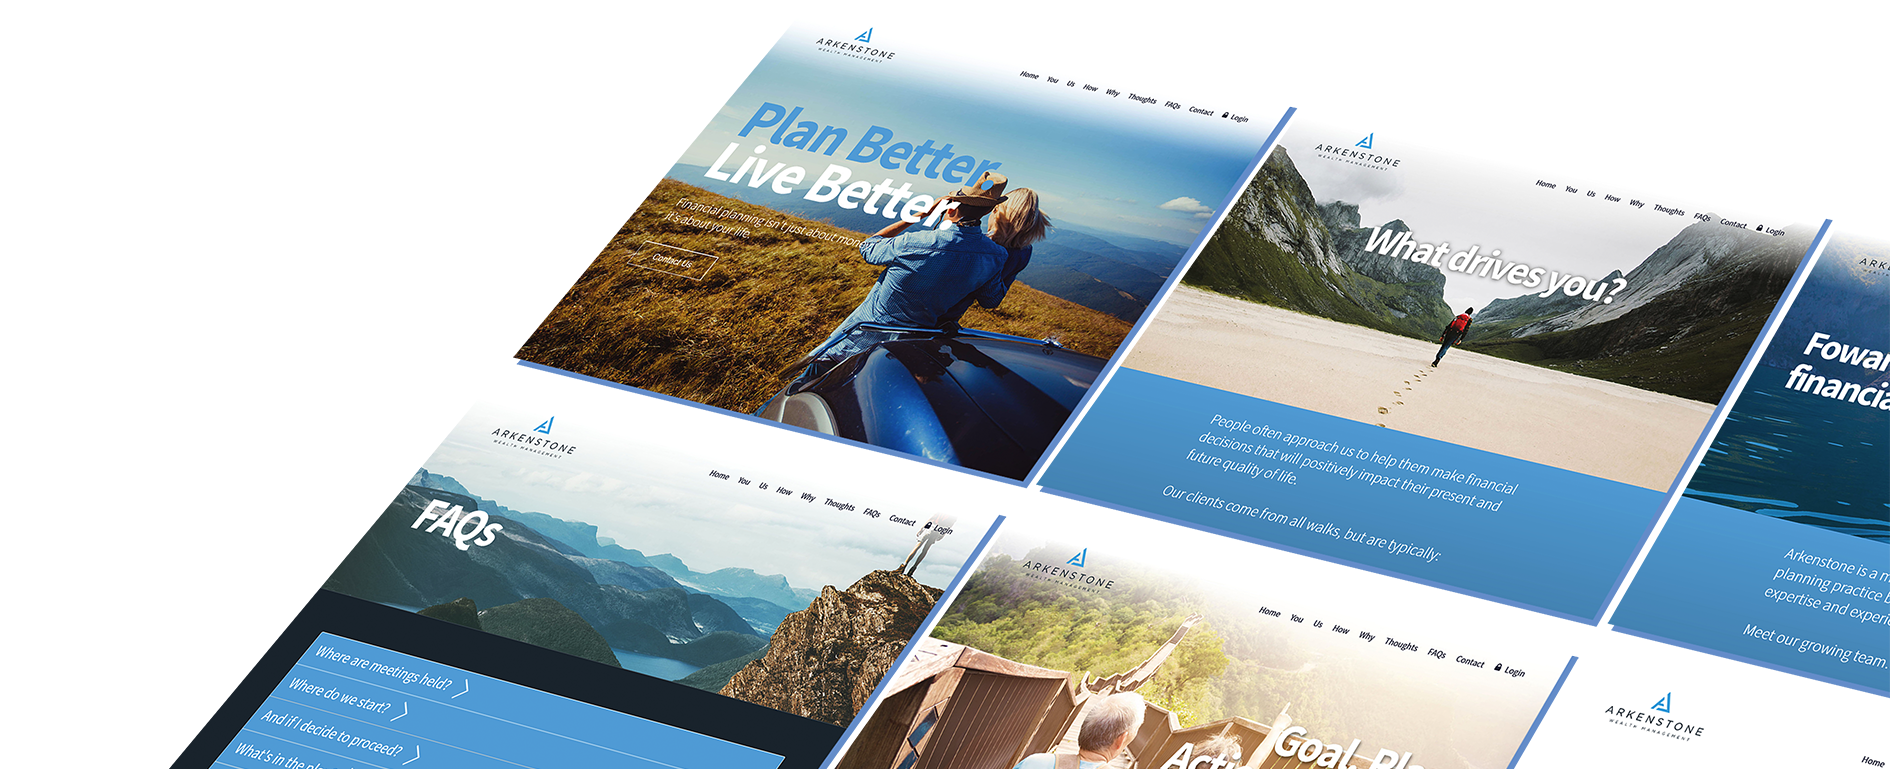 ARKENSTONE
WEALTH MANAGEMENT
Home You Us How Why Thoughts FAQs Contact Login
Plan Better.
Live Better.
Financial planning isn't just about money
it's about your life.
Contact Us
ARKENSTONE
WEALTH MANAGEMENT
Home You Us How Why Thoughts FAQs Contact Login
What drives you?
People often approach us to help them make financial
decisions that will positively impact their present and
future quality of life.
Our clients come from all walks, but are typically:
Fowar
financia
Arkenstone is a m
planning practice
expertise and experi
Meet our growing team.
ARKENSTONE
WEALTH MANAGEMENT
Home You Us How Why Thoughts FAQs Contact Login
FAQs
Where are meetings held?
Where do we start?
And if I decide to proceed?
What's in the
ARKENSTONE
WEALTH MANAGEMENT
Home You Us How Why Thoughts FAQs Contact Login
Goal. Pla
Acti
ARKENSTONE
WEALTH MANAGEMENT
Home